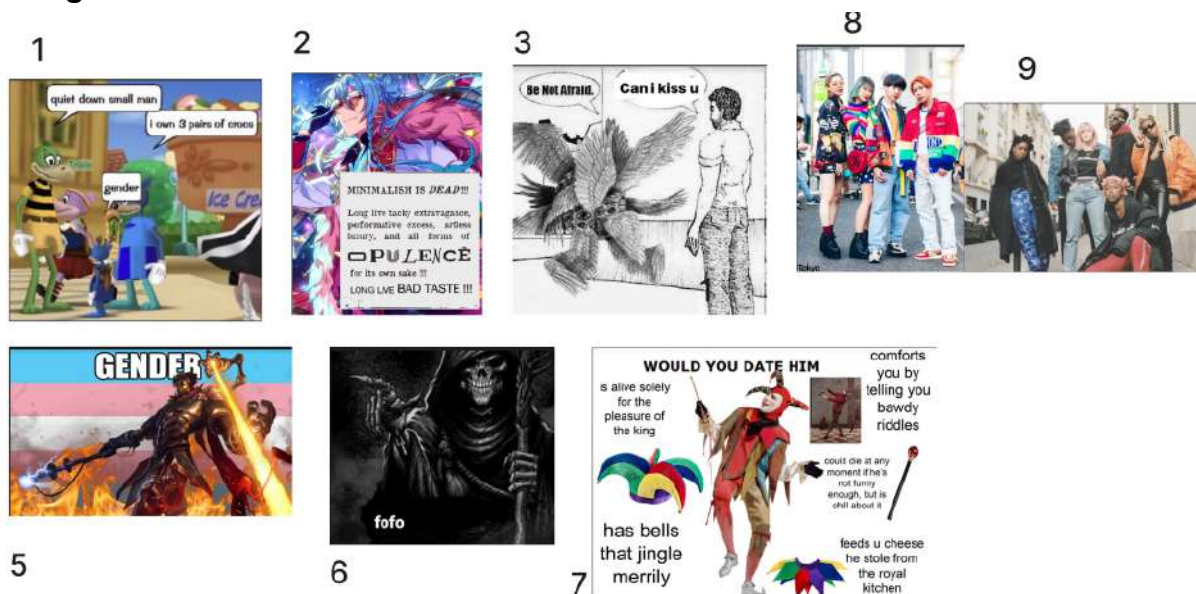 1
quiet down small man
i own 3 pairs of crocs
gender
Ice Cre
2
MINIMALISM IS DEAD!!!
Long live tacky extravagance,
performative excess, artless
luxury, and all forms of
OPULENCE
for its own sake !!!
LONG LIVE BAD TASTE !!!
3
Be Not Afraid.
Can i kiss u
8
Tokyo
9
GENDER
5
fofo
6
WOULD YOU DATE HIM
is alive solely
for the
pleasure of
the king
comforts
you by
telling you
bawdy
riddles
could die at any
moment if he's
not funny
enough, but is
chill about it
has bells
that jingle
merrily
feeds u cheese
he stole from
the royal
kitchen
7